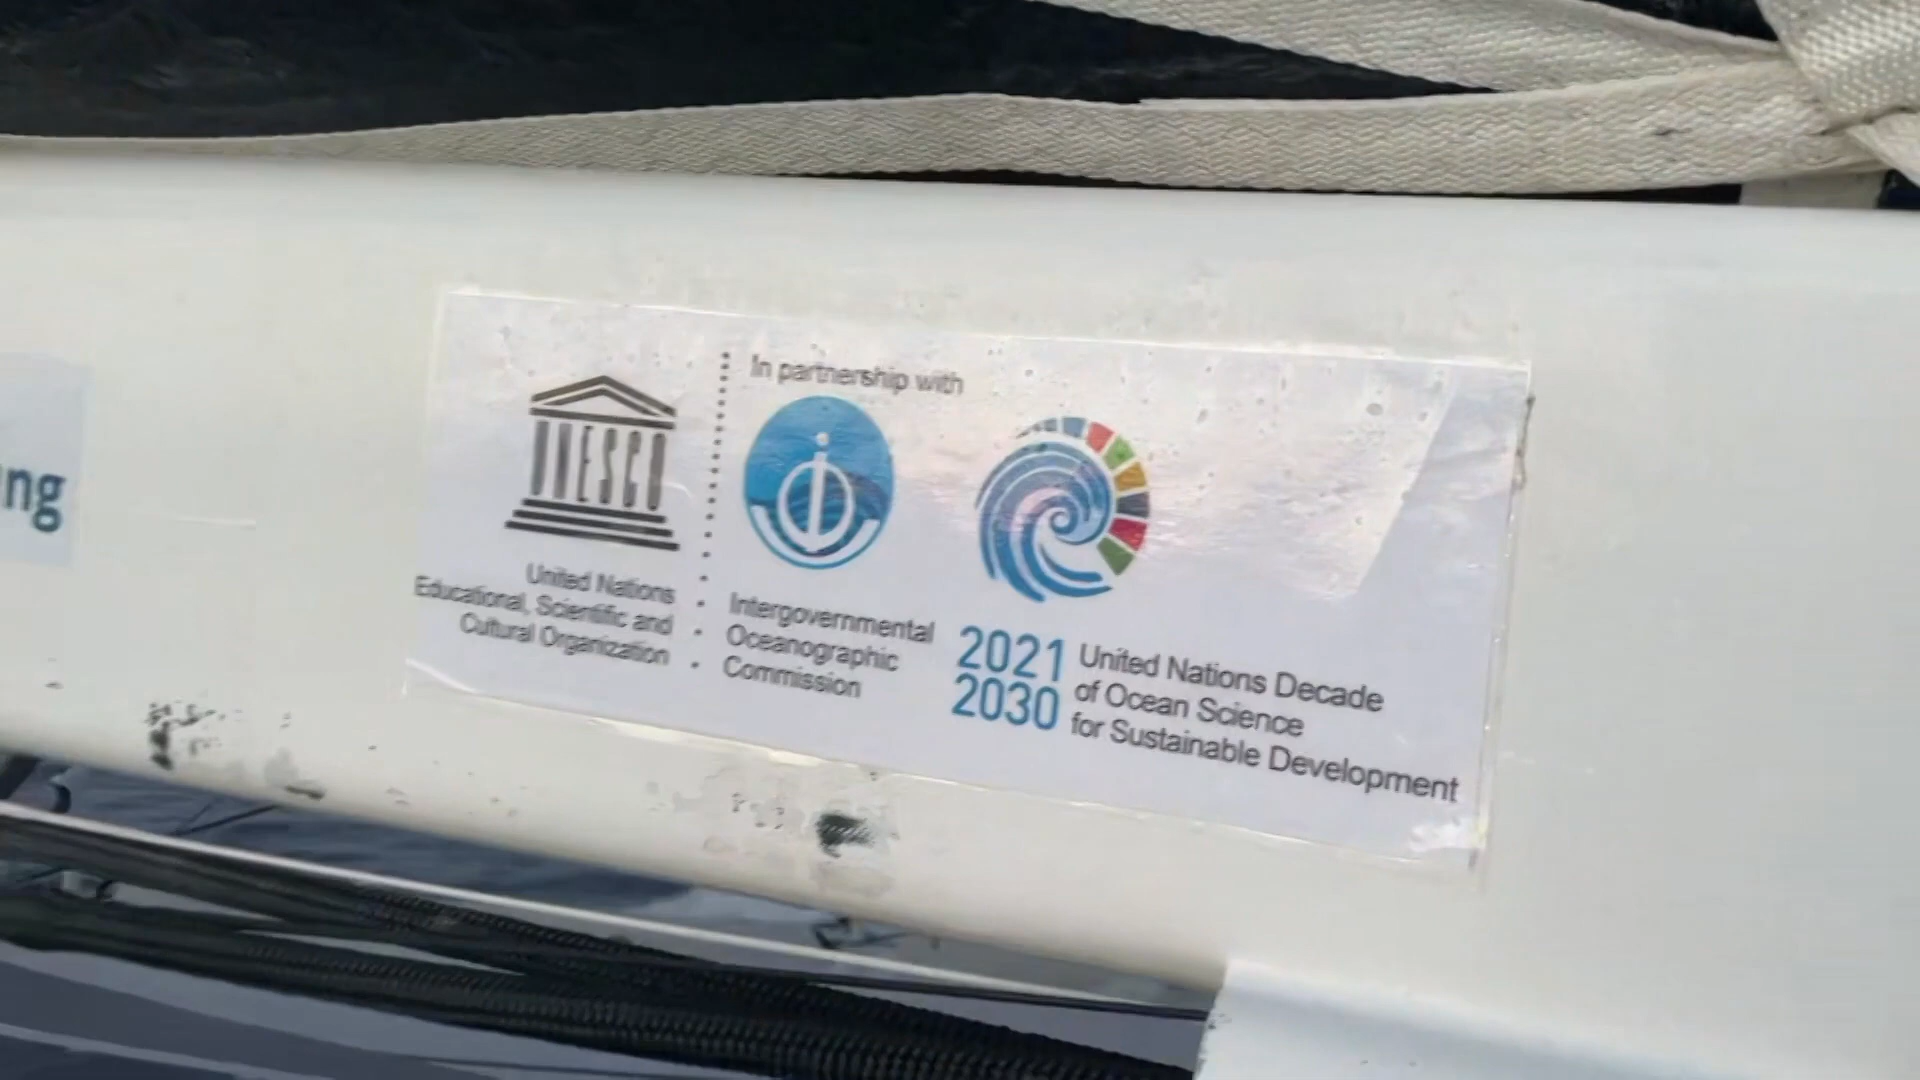 ng
UNESCO
United Nations
Educational, Scientific and
Cultural Organization
In partnership with
Intergovernmental
Oceanographic
Commission
2021
2030
United Nations Decade
of Ocean Science
for Sustainable Development